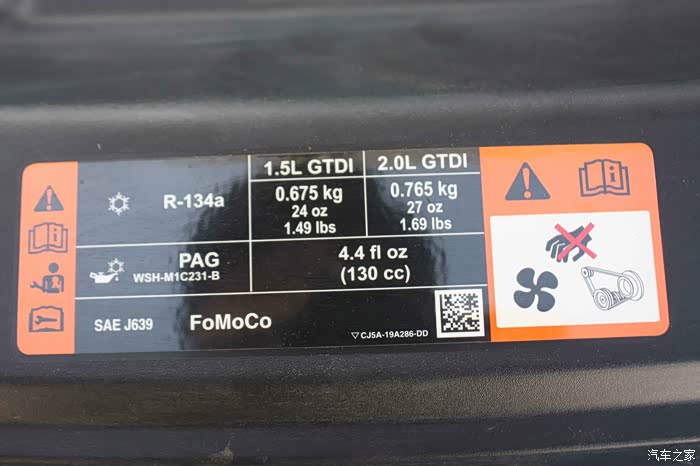 1.5L GTDI 2.0L GTDI
R-134a
0.675 kg 0.765 kg
24 oz 27 oz
1.49 lbs 1.69 lbs
PAG
WSH-M1C231-B
4.4 fl oz
(130 cc)
SAE J639 FoMoCo
CJ5A-19A286-DD
汽车之家